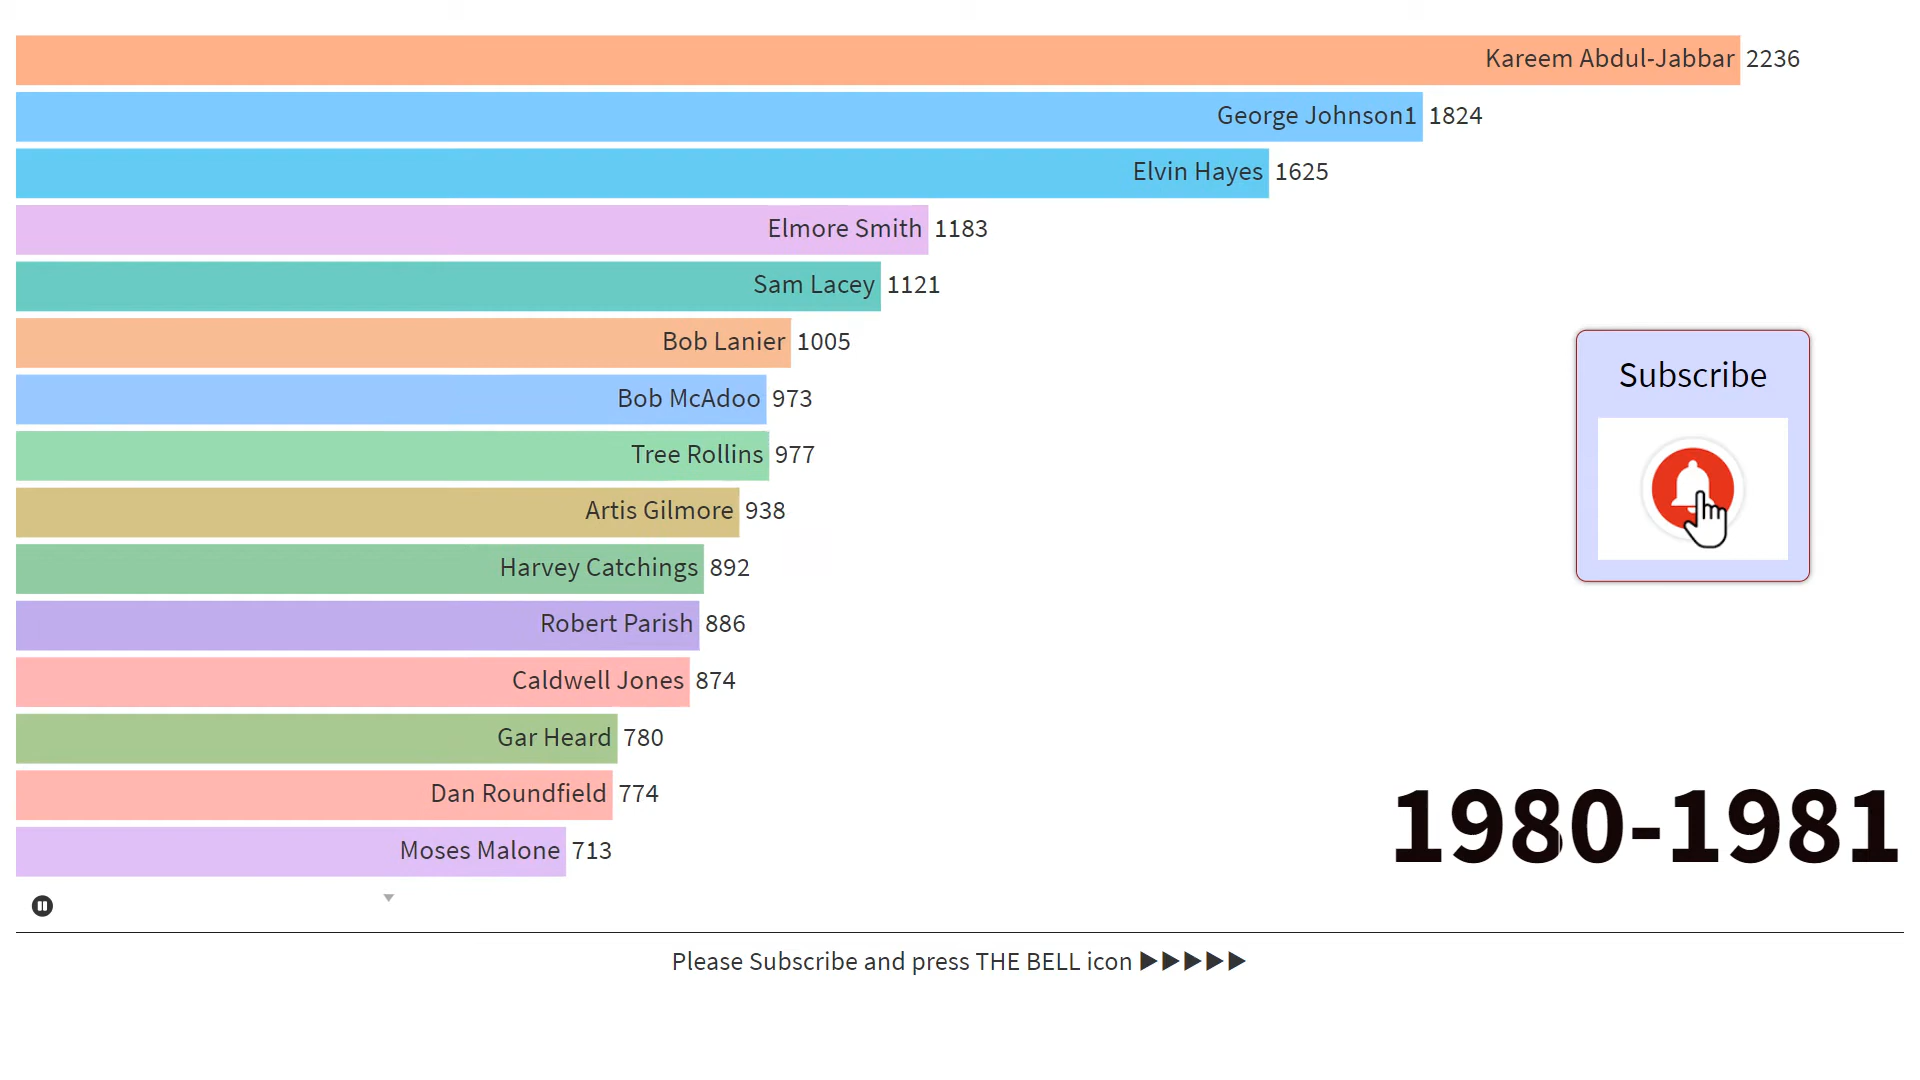 Kareem Abdul-Jabbar 2236
George Johnson1 1824
Elvin Hayes 1625
Elmore Smith 1183
Sam Lacey 1121
Bob Lanier 1005
Bob McAdoo 973
Tree Rollins 977
Artis Gilmore 938
Harvey Catchings 892
Robert Parish 886
Caldwell Jones 874
Gar Heard 780
Dan Roundfield 774
Moses Malone 713
Subscribe
1980-1981
Please Subscribe and press THE BELL icon ▶▶▶▶▶